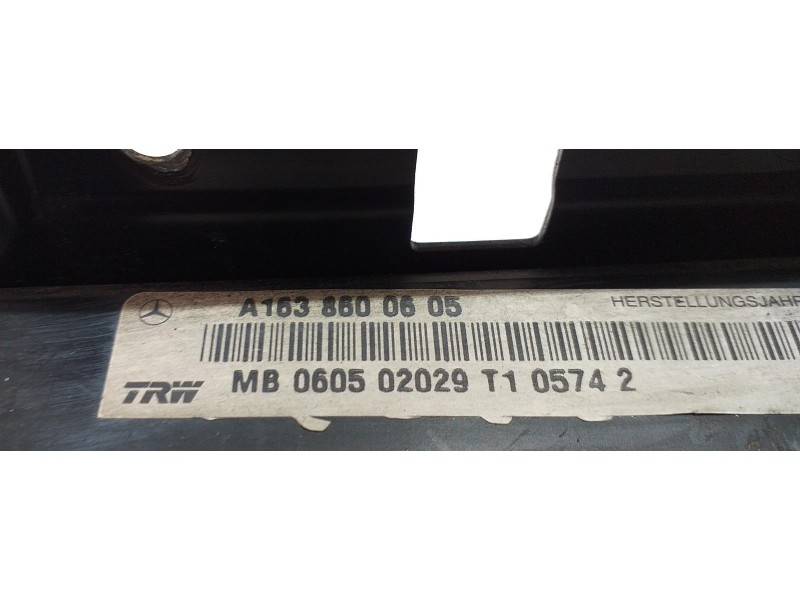 A163 860 06 05
HERSTELLUNGSJAHR
TRW
MB 0605 02029 T1 0574 2